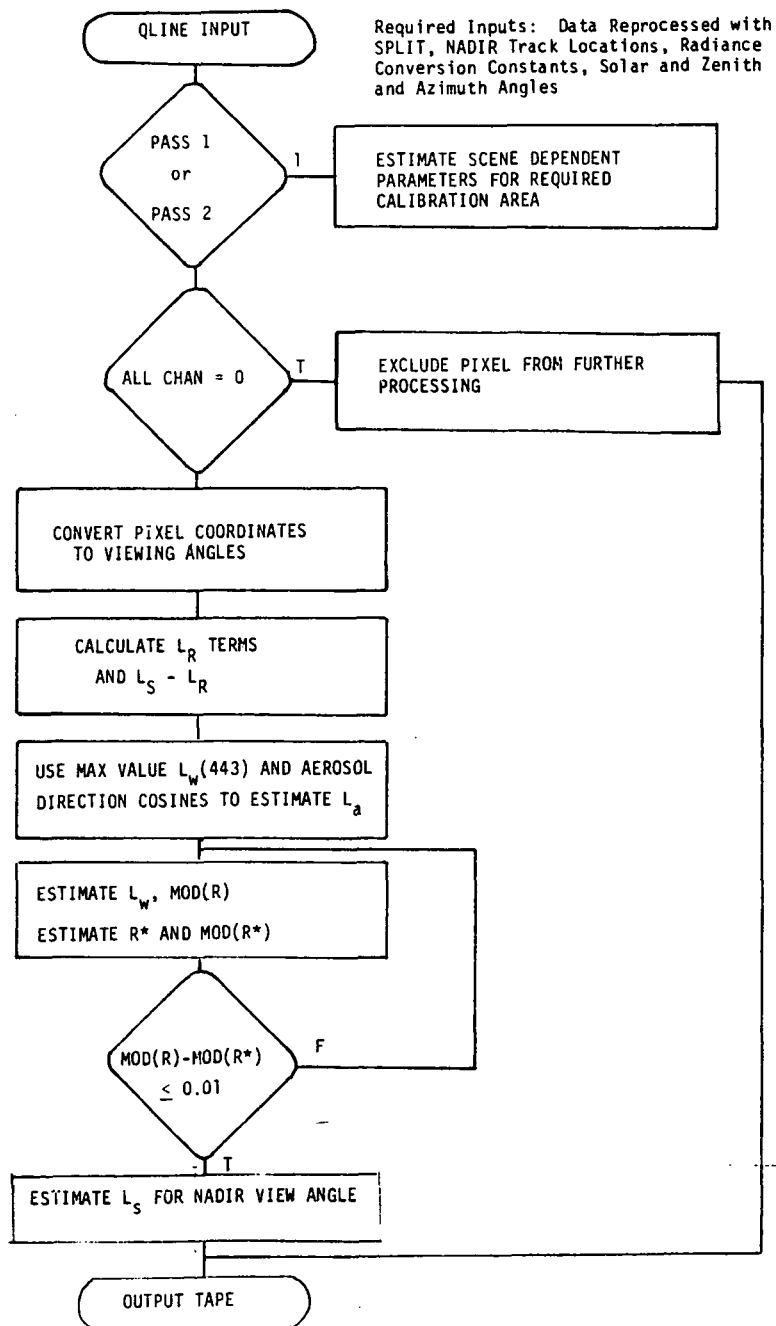 QLINE INPUT
Required Inputs: Data Reprocessed with
SPLIT, NADIR Track Locations, Radiance
Conversion Constants, Solar and Zenith
and Azimuth Angles
PASS 1
or
PASS 2
1
ESTIMATE SCENE DEPENDENT
PARAMETERS FOR REQUIRED
CALIBRATION AREA
ALL CHAN = 0
T
EXCLUDE PIXEL FROM FURTHER
PROCESSING
CONVERT PIXEL COORDINATES
TO VIEWING ANGLES
CALCULATE L_R TERMS
AND L_S - L_R
USE MAX VALUE L_w(443) AND AEROSOL
DIRECTION COSINES TO ESTIMATE L_a
ESTIMATE L_w, MOD(R)
ESTIMATE R* AND MOD(R*)
MOD(R)-MOD(R*)
≤ 0.01
F
T
ESTIMATE L_S FOR NADIR VIEW ANGLE
OUTPUT TAPE